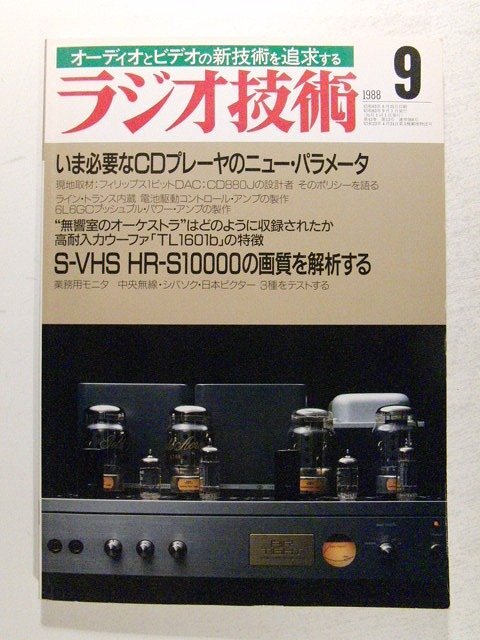 オーディオとビデオの新技術を追求する
ラジオ技術
1988
9
いま必要なCDプレーヤのニュー・パラメータ
現地取材:フィリップス1ビットDAC:CD880Jの設計者 そのポリシーを語る
ライン・トランス内蔵 電池駆動コントロール・アンプの製作
6L6GCプッシュプル・パワー・アンプの製作
“無響室のオーケストラ”はどのように収録されたか
高耐入力ウーファ「TL1601b」の特徴
S-VHS HR-S10000の画質を解析する
業務用モニタ 中央無線・シバソク・日本ビクター 3種をテストする
AIR
TIGHT